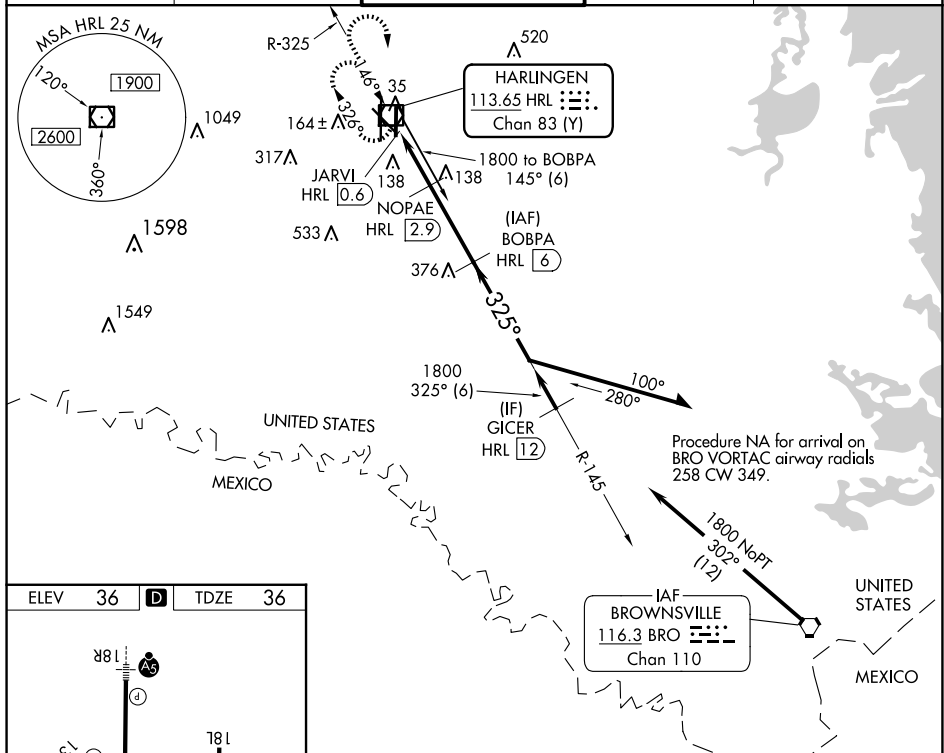 MSA HRL 25 NM
120°
1900
2600
360°
1049
1598
1549
R-325
146°
326°
520
35
164±
317
138
138
533
376
HARLINGEN
113.65 HRL
Chan 83 (Y)
1800 to BOBPA
145° (6)
JARVI
HRL 0.6
NOPAE
HRL 2.9
(IAF)
BOBPA
HRL 6
325°
1800
325° (6)
100°
280°
(IF)
GICER
HRL 12
R-145
UNITED STATES
MEXICO
Procedure NA for arrival on
BRO VORTAC airway radials
258 CW 349.
1800 NoPT
302°
(12)
IAF
BROWNSVILLE
116.3 BRO
Chan 110
UNITED
STATES
MEXICO
ELEV 36 D TDZE 36
18R
A5
P
18L